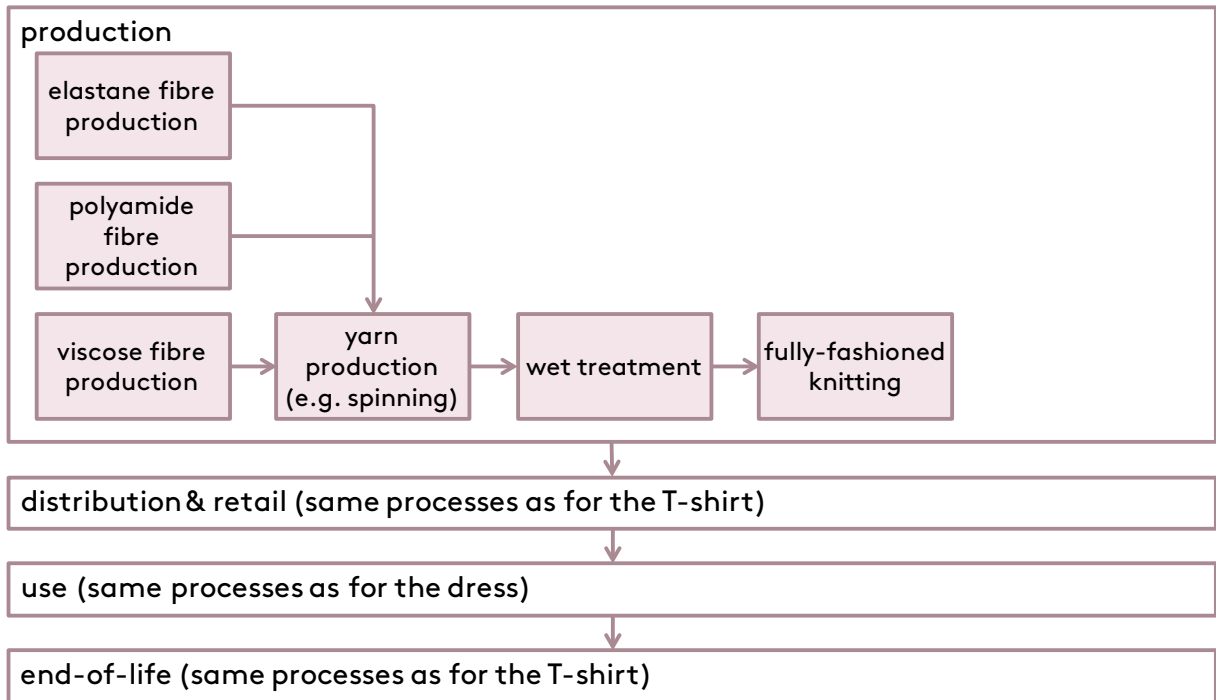 production
elastane fibre
production
polyamide
fibre
production
viscose fibre
production
yarn
production
(e.g. spinning)
wet treatment
fully-fashioned
knitting
distribution & retail (same processes as for the T-shirt)
use (same processes as for the dress)
end-of-life (same processes as for the T-shirt)